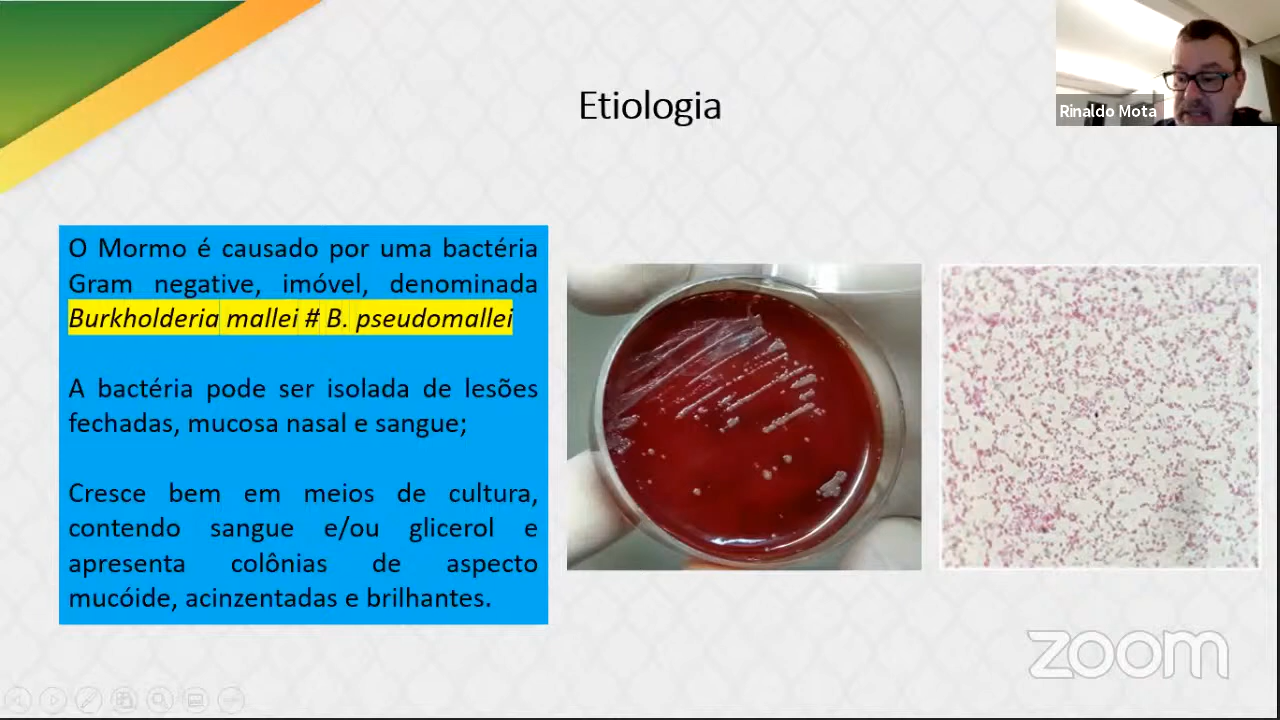 Etiologia
Rinaldo Mota
O Mormo é causado por uma bactéria
Gram negative, imóvel, denominada
Burkholderia mallei # B. pseudomallei
A bactéria pode ser isolada de lesões
fechadas, mucosa nasal e sangue;
Cresce bem em meios de cultura,
contendo sangue e/ou glicerol e
apresenta colônias de aspecto
mucóide, acinzentadas e brilhantes.
zoom